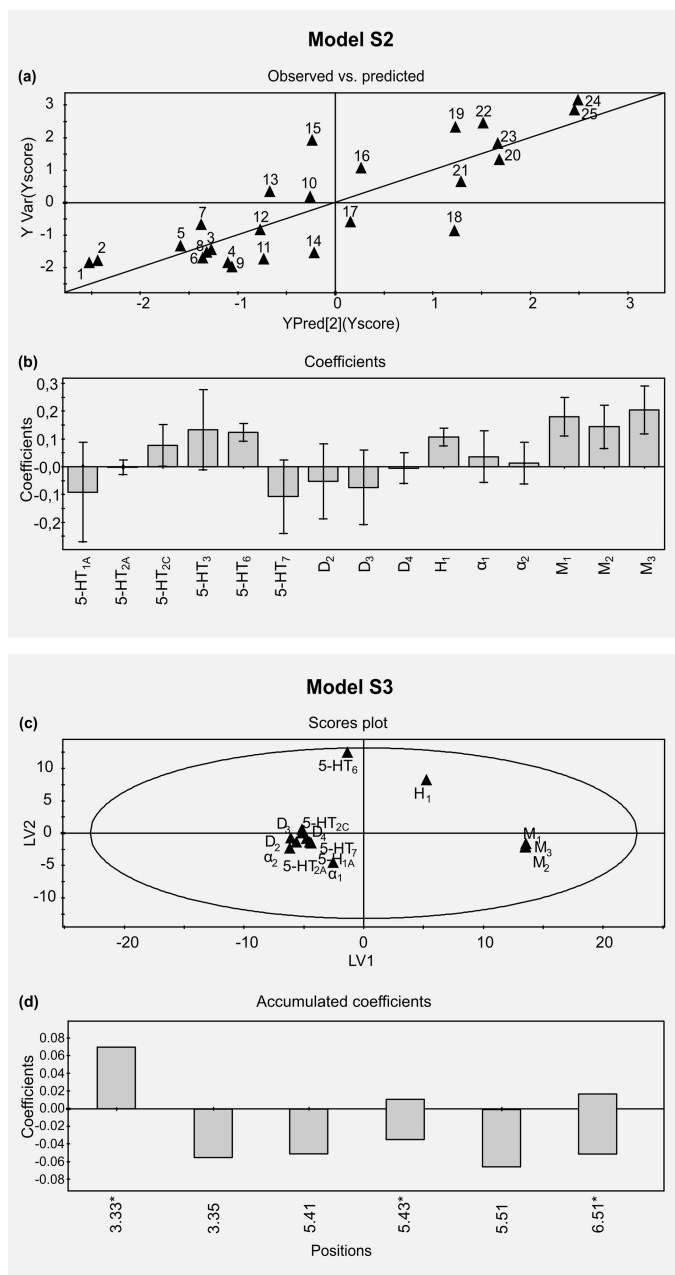 Model S2
(a)
Observed vs. predicted
Y Var(Yscore)
3
2
1
0
-1
-2
1 2 3 4 5 6 7 8 9 10 11 12 13 14 15 16 17 18 19 20 21 22 23 24 25
-2 -1 0 1 2 3
YPred[2](Yscore)
(b)
Coefficients
Coefficients
0,3
0,2
0,1
-0,0
-0,1
-0,2
5-HT1A 5-HT2A 5-HT2C 5-HT3 5-HT6 5-HT7 D2 D3 D4 H1 α1 α2 M1 M2 M3
Model S3
(c)
Scores plot
LV2
10
5
0
-5
-10
5-HT6
H1
D3 5-HT2C
D4
D2
5-HT7
α2 5-HT2A 5-H1A
α1
M1
M3
M2
-20 -10 0 10 20
LV1
(d)
Accumulated coefficients
Coefficients
0.08
0.06
0.04
0.02
0.00
-0.02
-0.04
-0.06
-0.08
3.33* 3.35 5.41 5.43* 5.51 6.51*
Positions